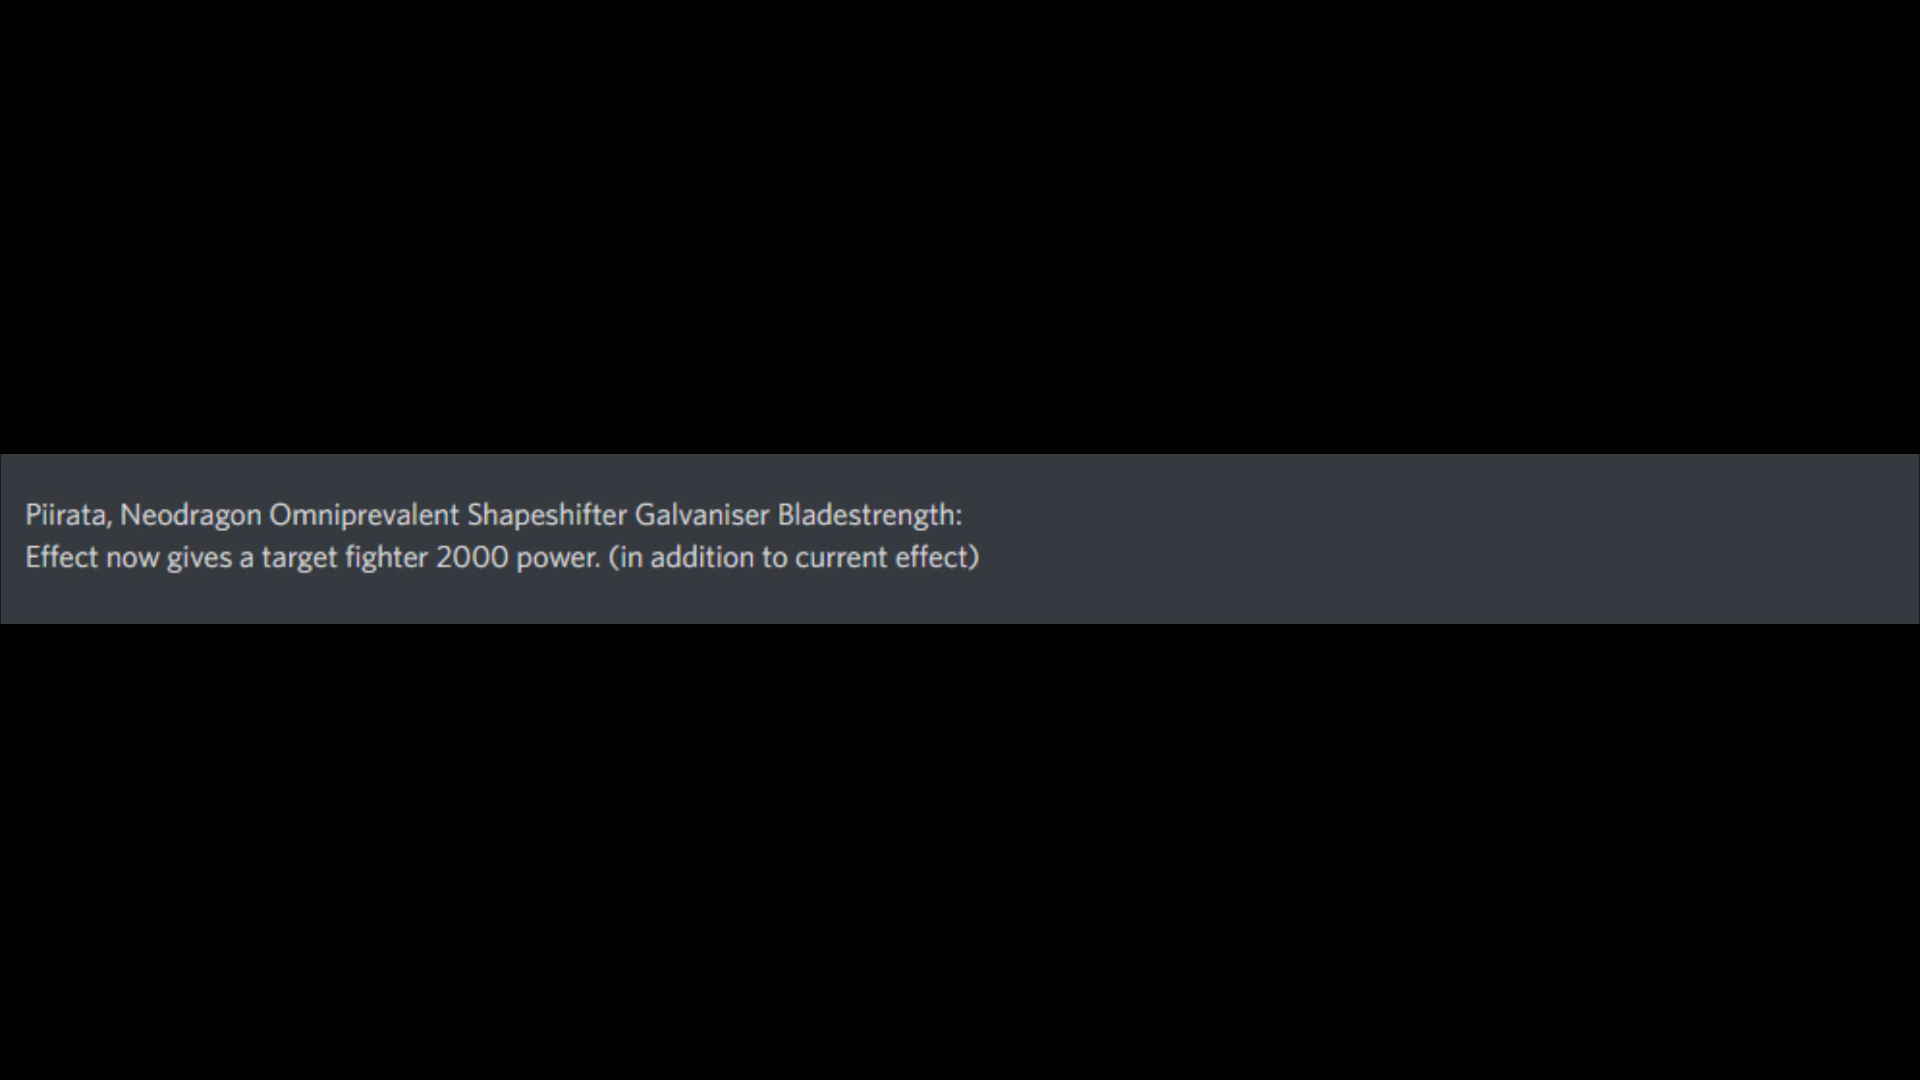 Piirata, Neodragon Omniprevalent Shapeshifter Galvaniser Bladestrength:
Effect now gives a target fighter 2000 power. (in addition to current effect)